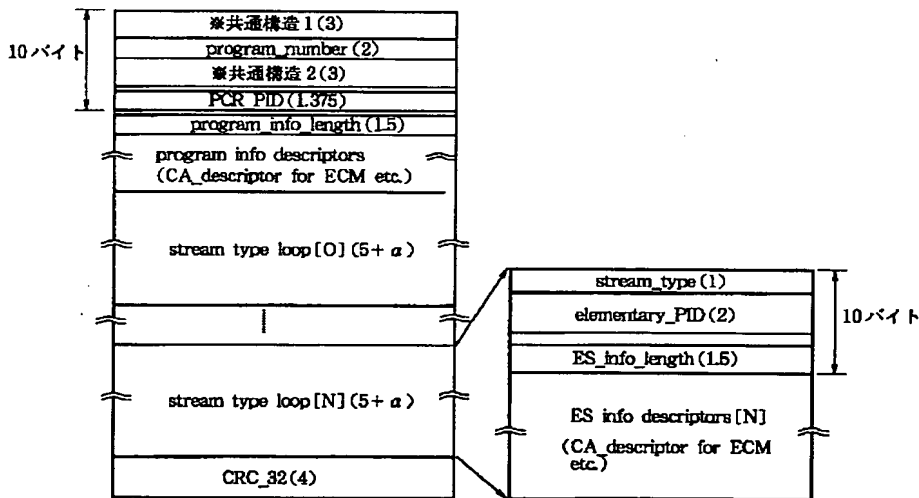 ※共通構造1(3)
10バイト
program_number(2)
※共通構造2(3)
PCR_PID(1.375)
program_info_length(1.5)
program info descriptors
(CA_descriptor for ECM etc.)
stream type loop[0](5+α)
stream type loop[N](5+α)
CRC_32(4)
stream_type(1)
elementary_PID(2)
10バイト
ES_info_length(1.5)
ES info descriptors[N]
(CA_descriptor for ECM
etc.)